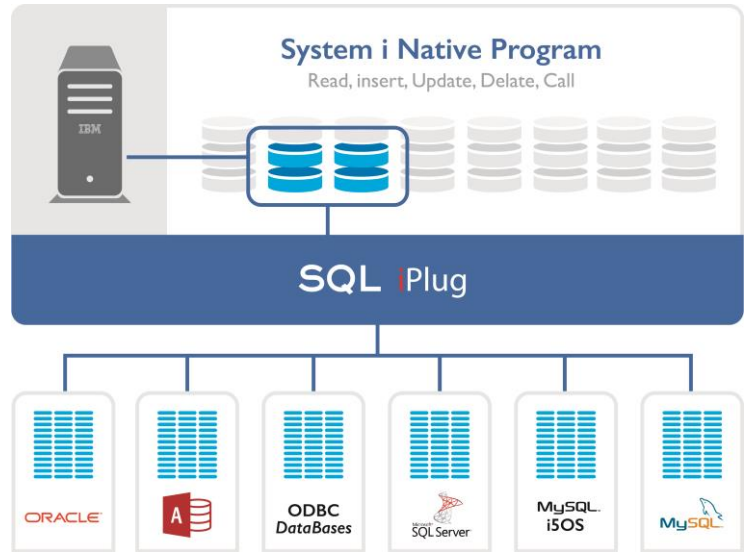 System i Native Program
Read, insert, Update, Delate, Call
IBM
SQL iPlug
ORACLE
A
ODBC
DataBases
Microsoft
SQL Server
MySQL
i5OS
MySQL